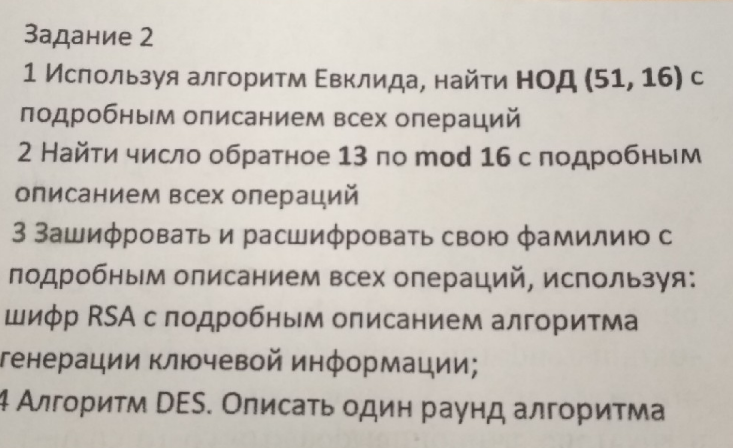 Задание 2
1 Используя алгоритм Евклида, найти НОД (51, 16) с
подробным описанием всех операций
2 Найти число обратное 13 по mod 16 с подробным
описанием всех операций
3 Зашифровать и расшифровать свою фамилию с
подробным описанием всех операций, используя:
шифр RSA с подробным описанием алгоритма
генерации ключевой информации;
4 Алгоритм DES. Описать один раунд алгоритма